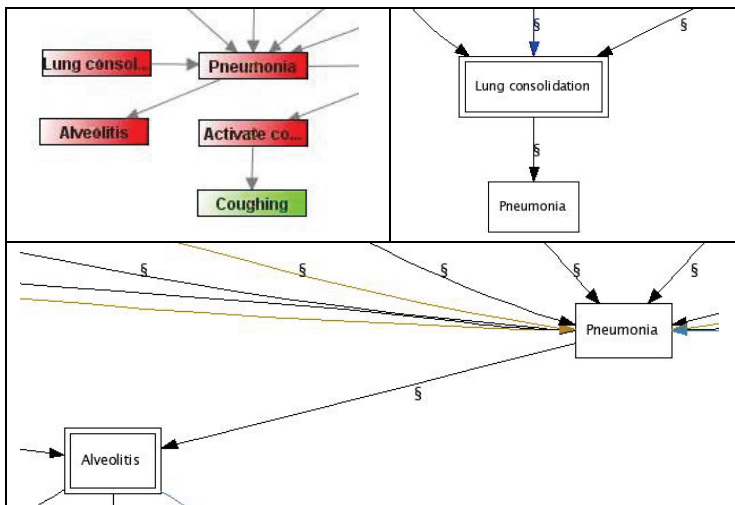 Lung consol...
Pneumonia
Alveolitis
Activate co...
Coughing
§
§
Lung consolidation
§
Pneumonia
§
§
§
§
§
Pneumonia
§
Alveolitis